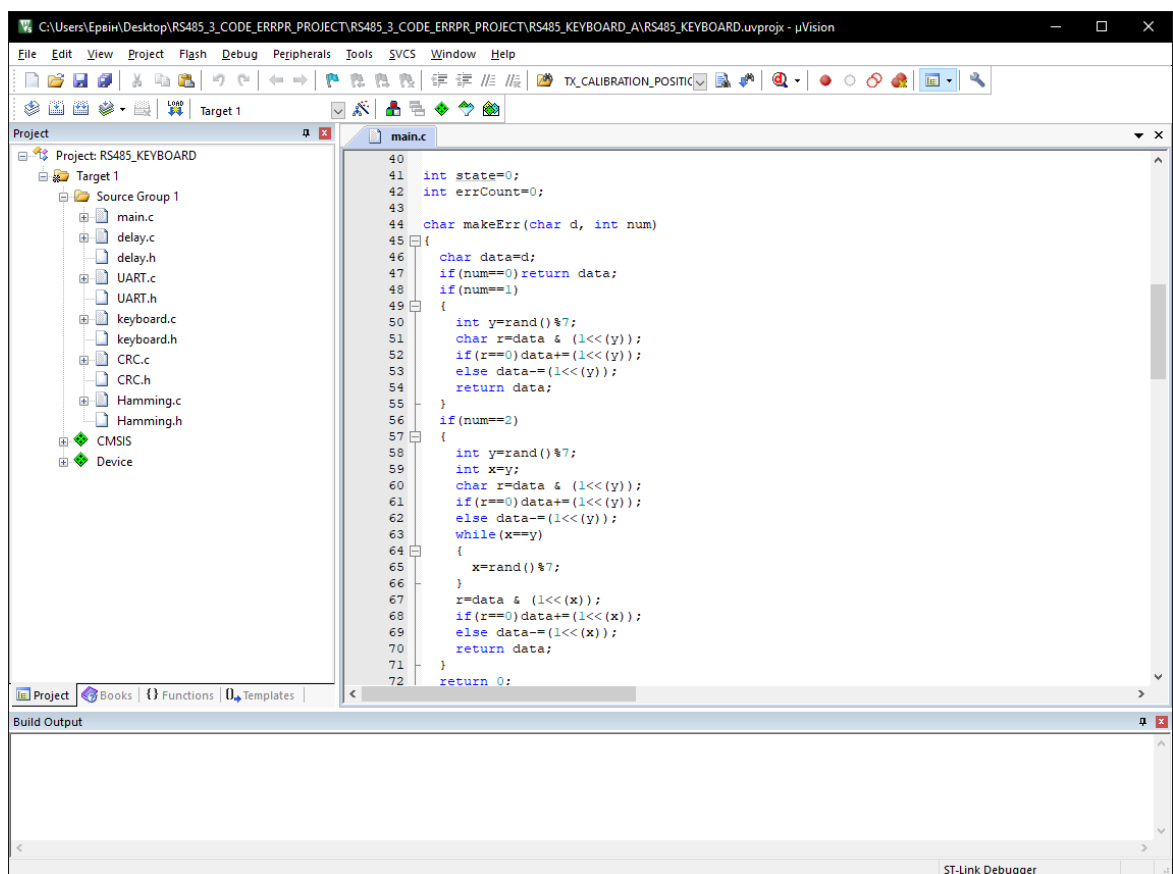 C:\Users\Ервін\Desktop\RS485_3_CODE_ERRPR_PROJECT\RS485_3_CODE_ERRPR_PROJECT\RS485_KEYBOARD_A\RS485_KEYBOARD.uvprojx - µVision
File Edit View Project Flash Debug Peripherals Tools SVCS Window Help
TX_CALIBRATION_POSITIC
LOAD Target 1
Project
main.c
Project: RS485_KEYBOARD
Target 1
Source Group 1
main.c
delay.c
delay.h
UART.c
UART.h
keyboard.c
keyboard.h
CRC.c
CRC.h
Hamming.c
Hamming.h
CMSIS
Device
40
41 int state=0;
42 int errCount=0;
43
44 char makeErr(char d, int num)
45 {
46 char data=d;
47 if(num==0)return data;
48 if(num==1)
49 {
50 int y=rand()%7;
51 char r=data & (1<<(y));
52 if(r==0)data+=(1<<(y));
53 else data-=(1<<(y));
54 return data;
55 }
56 if(num==2)
57 {
58 int y=rand()%7;
59 int x=y;
60 char r=data & (1<<(y));
61 if(r==0)data+=(1<<(y));
62 else data-=(1<<(y));
63 while(x==y)
64 {
65 x=rand()%7;
66 }
67 r=data & (1<<(x));
68 if(r==0)data+=(1<<(x));
69 else data-=(1<<(x));
70 return data;
71 }
72 return 0;
Project Books {} Functions Templates
Build Output
ST-Link Debugger